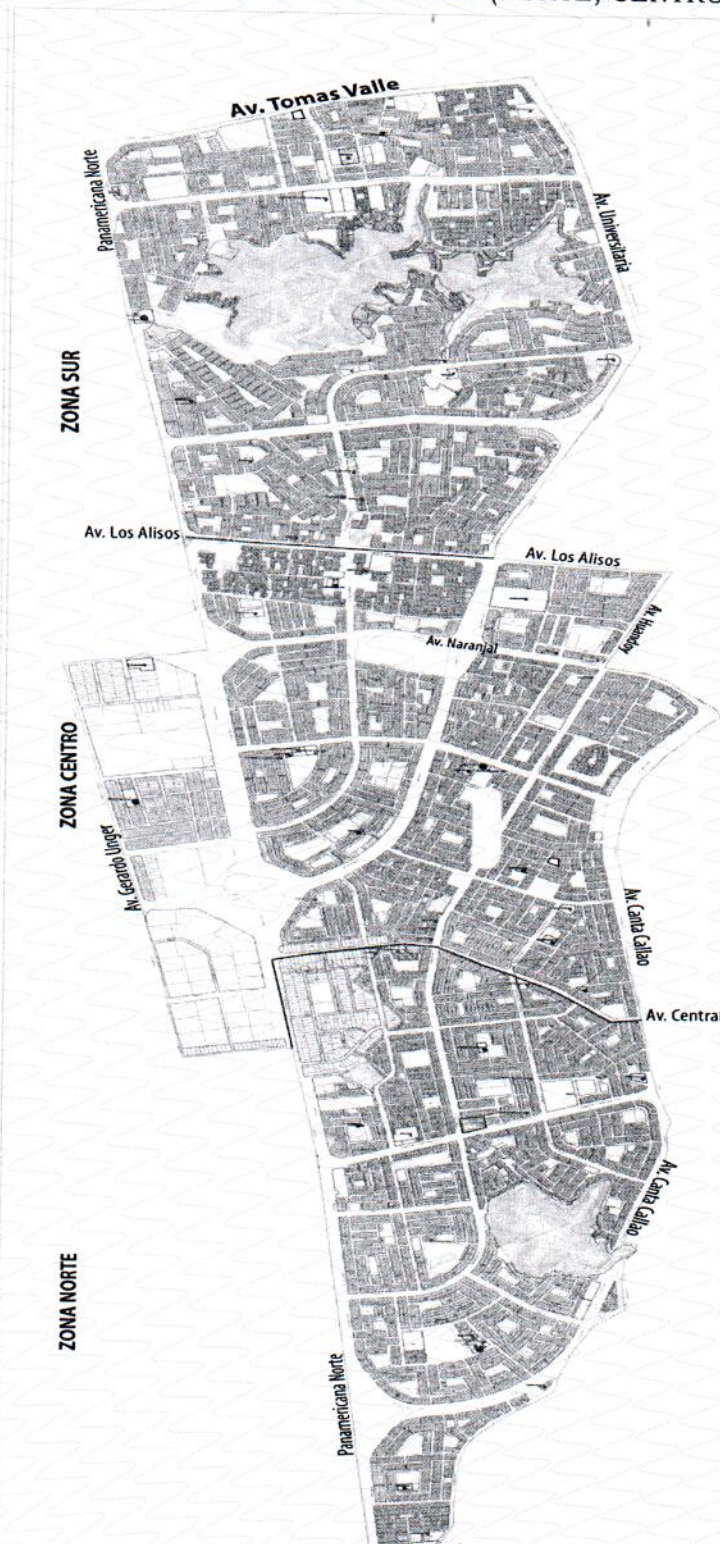 CENTRO
Av. Tomas Valle
Panamericana Norte
Av. Universitaria
ZONA SUR
Av. Los Alisos
Av. Los Alisos
Av. Huandoy
Av. Naranjal
ZONA CENTRO
Av. Gerardo Unger
Av. Canta Callao
Av. Central
Av. Canta Callao
ZONA NORTE
Panamericana Norte